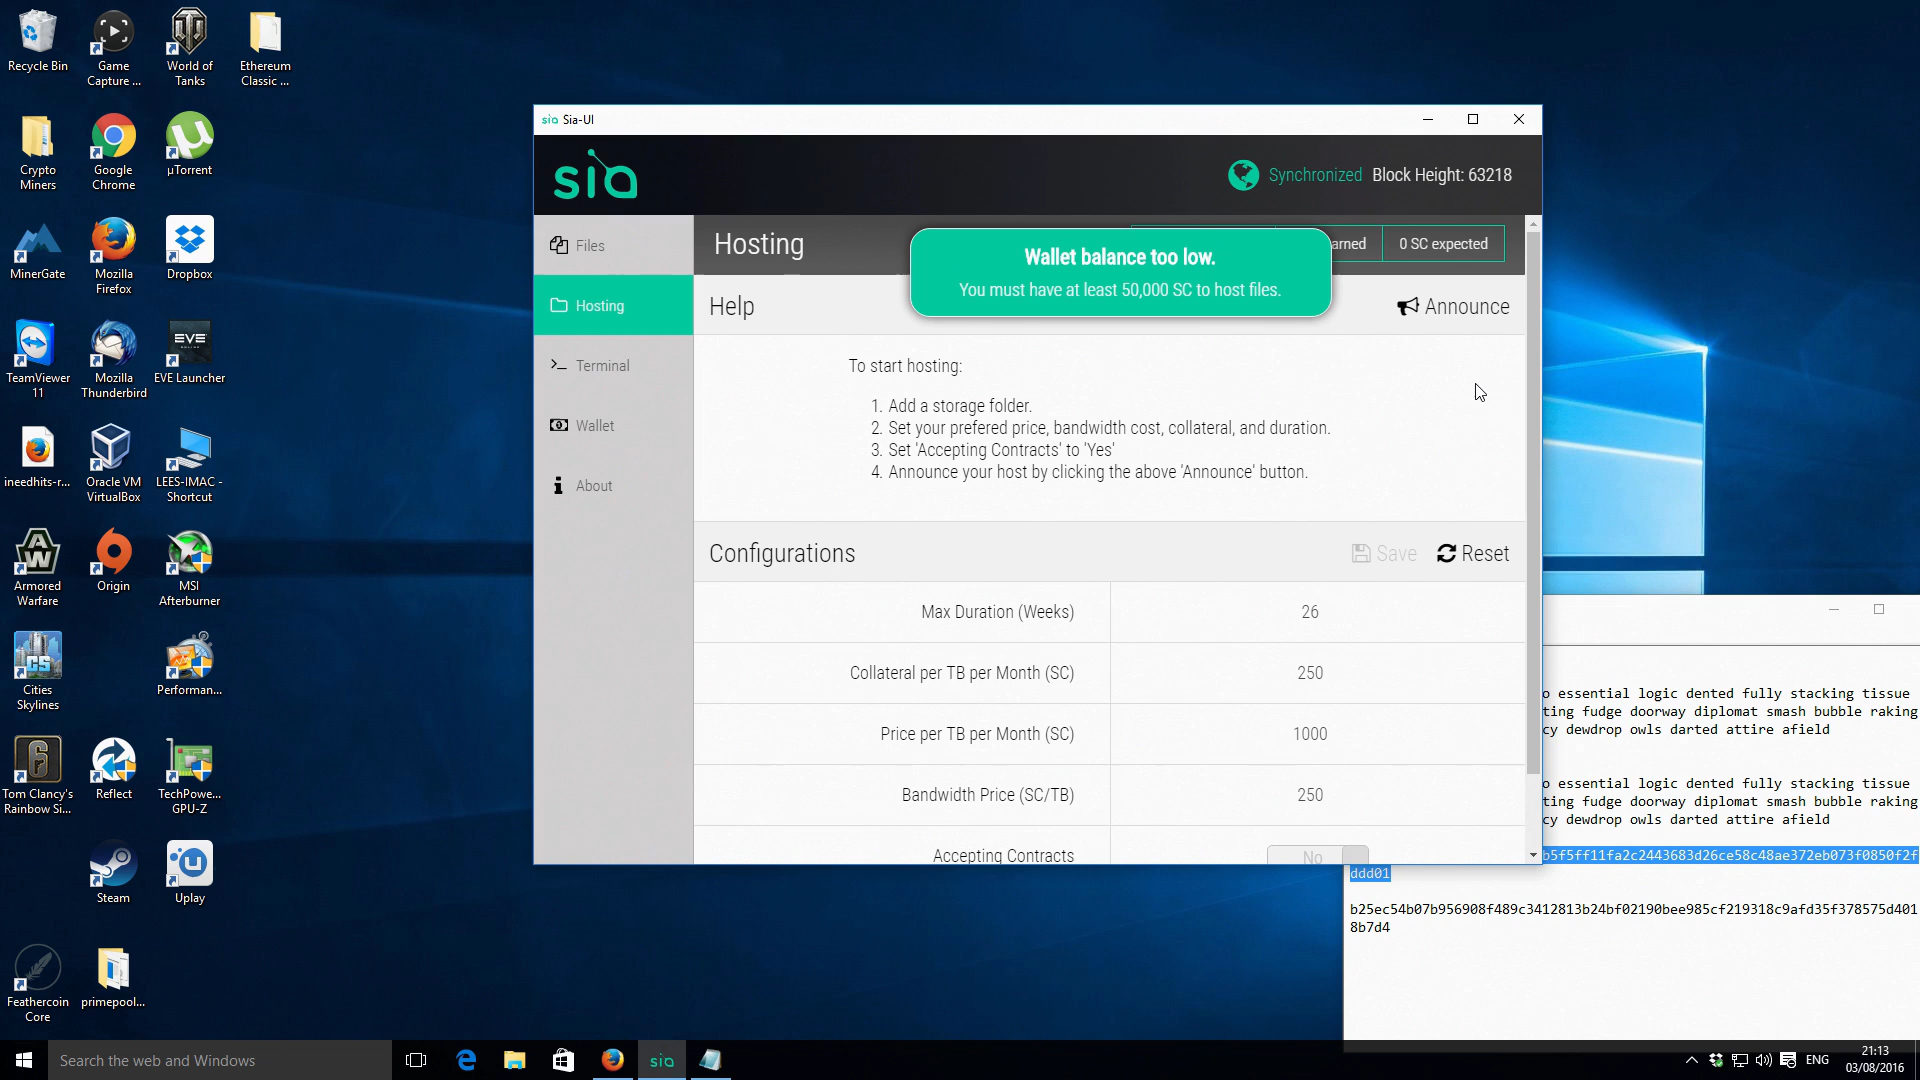 Recycle Bin
Game
Capture ...
World of
Tanks
Ethereum
Classic ...
Crypto
Miners
Google
Chrome
µTorrent
MinerGate
Mozilla
Firefox
Dropbox
TeamViewer
11
Mozilla
Thunderbird
EVE
EVE Launcher
ineedhits-r...
Oracle VM
VirtualBox
LEES-IMAC -
Shortcut
AW
Armored
Warfare
Origin
MSI
Afterburner
CS
Cities
Skylines
Performan...
6
Tom Clancy's
Rainbow Si...
Reflect
TechPowe...
GPU-Z
Steam
Uplay
Feathercoin
Core
primepool...
sia Sia-UI
sia
Synchronized Block Height: 63218
Files
Hosting
Terminal
Wallet
About
Hosting
arned
0 SC expected
Wallet balance too low.
You must have at least 50,000 SC to host files.
Help
Announce
To start hosting:
1. Add a storage folder.
2. Set your prefered price, bandwidth cost, collateral, and duration.
3. Set 'Accepting Contracts' to 'Yes'
4. Announce your host by clicking the above 'Announce' button.
Configurations
Save
Reset
Max Duration (Weeks) 26
Collateral per TB per Month (SC) 250
Price per TB per Month (SC) 1000
Bandwidth Price (SC/TB) 250
Accepting Contracts No
o essential logic dented fully stacking tissue
ting fudge doorway diplomat smash bubble raking
cy dewdrop owls darted attire afield
o essential logic dented fully stacking tissue
ting fudge doorway diplomat smash bubble raking
cy dewdrop owls darted attire afield
b5f5ff11fa2c2443683d26ce58c48ae372eb073f0850f2f
ddd01
b25ec54b07b956908f489c3412813b24bf02190bee985cf219318c9afd35f378575d401
8b7d4
Search the web and Windows
sia
ENG
21:13
03/08/2016